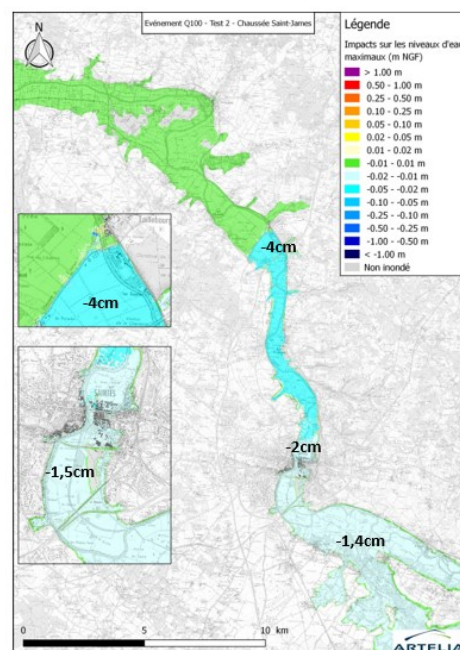 Evénement Q100 - Test 2 - Chaussée Saint-James
Légende
Impacts sur les niveaux d'eau
maximaux (m NGF)
> 1.00 m
0.50 - 1.00 m
0.25 - 0.50 m
0.10 - 0.25 m
0.05 - 0.10 m
0.02 - 0.05 m
0.01 - 0.02 m
-0.01 - 0.01 m
-0.02 - -0.01 m
-0.05 - -0.02 m
-0.10 - -0.05 m
-0.25 - -0.10 m
-0.50 - -0.25 m
-1.00 - -0.50 m
< -1.00 m
Non inondé
N
-4cm
-4cm
-2cm
-1,5cm
-1,4cm
0
5
10 km
ARTELIA